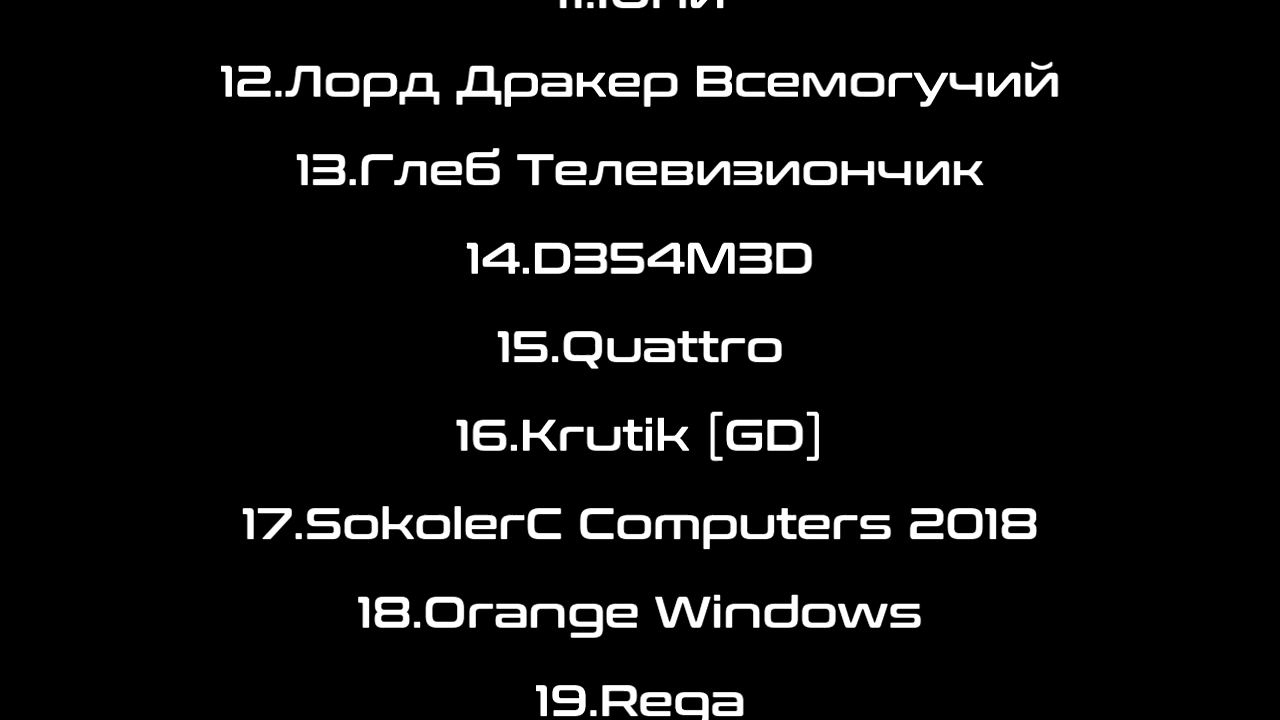 12.Лорд Дракер Всемогучий
13.Глеб Телевизиончик
14.D354M3D
15.Quattro
16.Krutik [GD]
17.SokolerC Computers 2018
18.Orange Windows
19.Rega